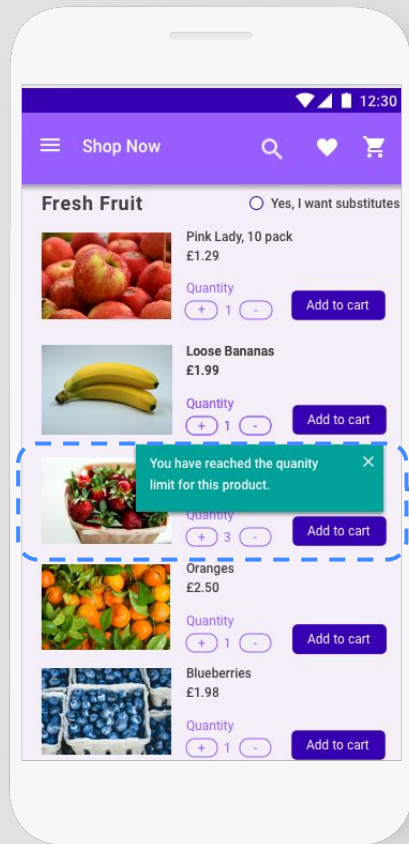 12:30
Shop Now
Fresh Fruit
Yes, I want substitutes
Pink Lady, 10 pack
£1.29
Quantity
+ 1 -
Add to cart
Loose Bananas
£1.99
Quantity
+ 1 -
Add to cart
You have reached the quanity
limit for this product.
Quantity
+ 3 -
Add to cart
Oranges
£2.50
Quantity
+ 1 -
Add to cart
Blueberries
£1.98
Quantity
+ 1 -
Add to cart